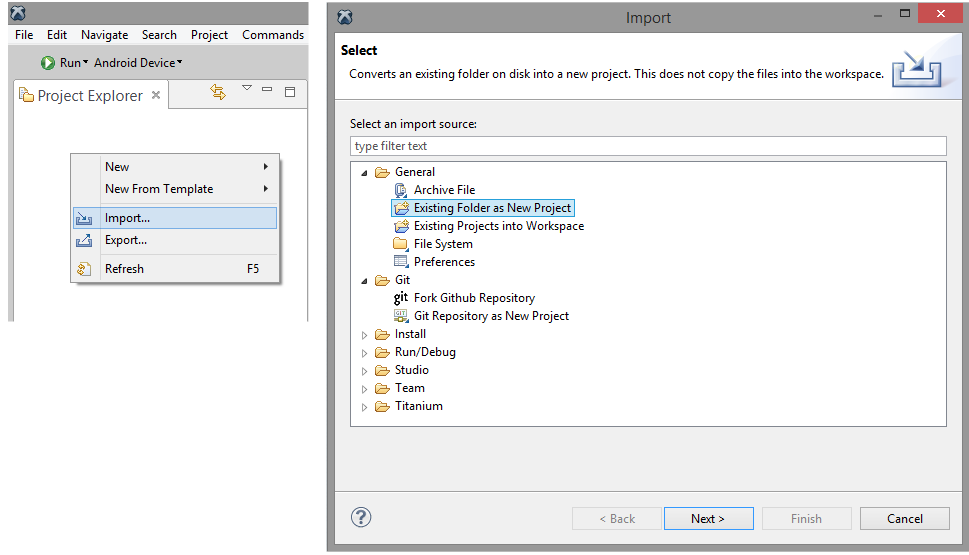 File Edit Navigate Search Project Commands
Run Android Device
Project Explorer
New
New From Template
Import...
Export...
Refresh F5
Import
Select
Converts an existing folder on disk into a new project. This does not copy the files into the workspace.
Select an import source:
type filter text
General
Archive File
Existing Folder as New Project
Existing Projects into Workspace
File System
Preferences
Git
git Fork Github Repository
GIT Git Repository as New Project
Install
Run/Debug
Studio
Team
Titanium
?
< Back Next > Finish Cancel